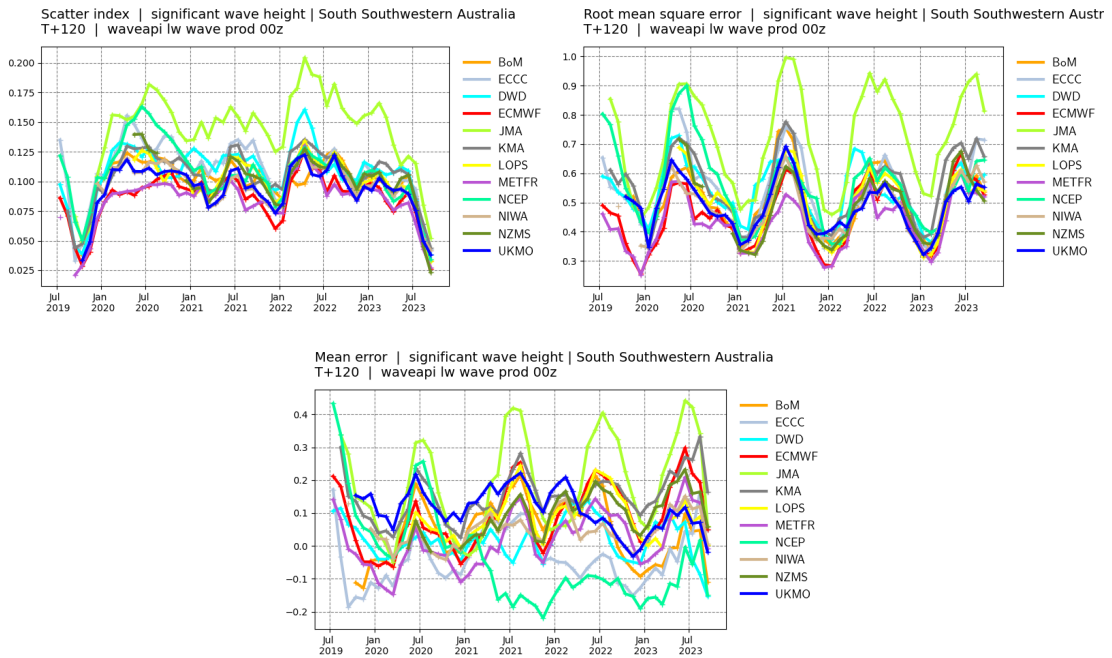 Scatter index | significant wave height | South Southwestern Australia
T+120 | waveapi lw wave prod 00z
0.200
0.175
0.150
0.125
0.100
0.075
0.050
0.025
Jul Jan Jul Jan Jul Jan Jul Jan Jul
2019 2020 2020 2021 2021 2022 2022 2023 2023
BoM
ECCC
DWD
ECMWF
JMA
KMA
LOPS
METFR
NCEP
NIWA
NZMS
UKMO
Root mean square error | significant wave height | South Southwestern Austr
T+120 | waveapi lw wave prod 00z
1.0
0.9
0.8
0.7
0.6
0.5
0.4
0.3
Jul Jan Jul Jan Jul Jan Jul Jan Jul
2019 2020 2020 2021 2021 2022 2022 2023 2023
BoM
ECCC
DWD
ECMWF
JMA
KMA
LOPS
METFR
NCEP
NIWA
NZMS
UKMO
Mean error | significant wave height | South Southwestern Australia
T+120 | waveapi lw wave prod 00z
0.4
0.3
0.2
0.1
0.0
−0.1
−0.2
Jul Jan Jul Jan Jul Jan Jul Jan Jul
2019 2020 2020 2021 2021 2022 2022 2023 2023
BoM
ECCC
DWD
ECMWF
JMA
KMA
LOPS
METFR
NCEP
NIWA
NZMS
UKMO